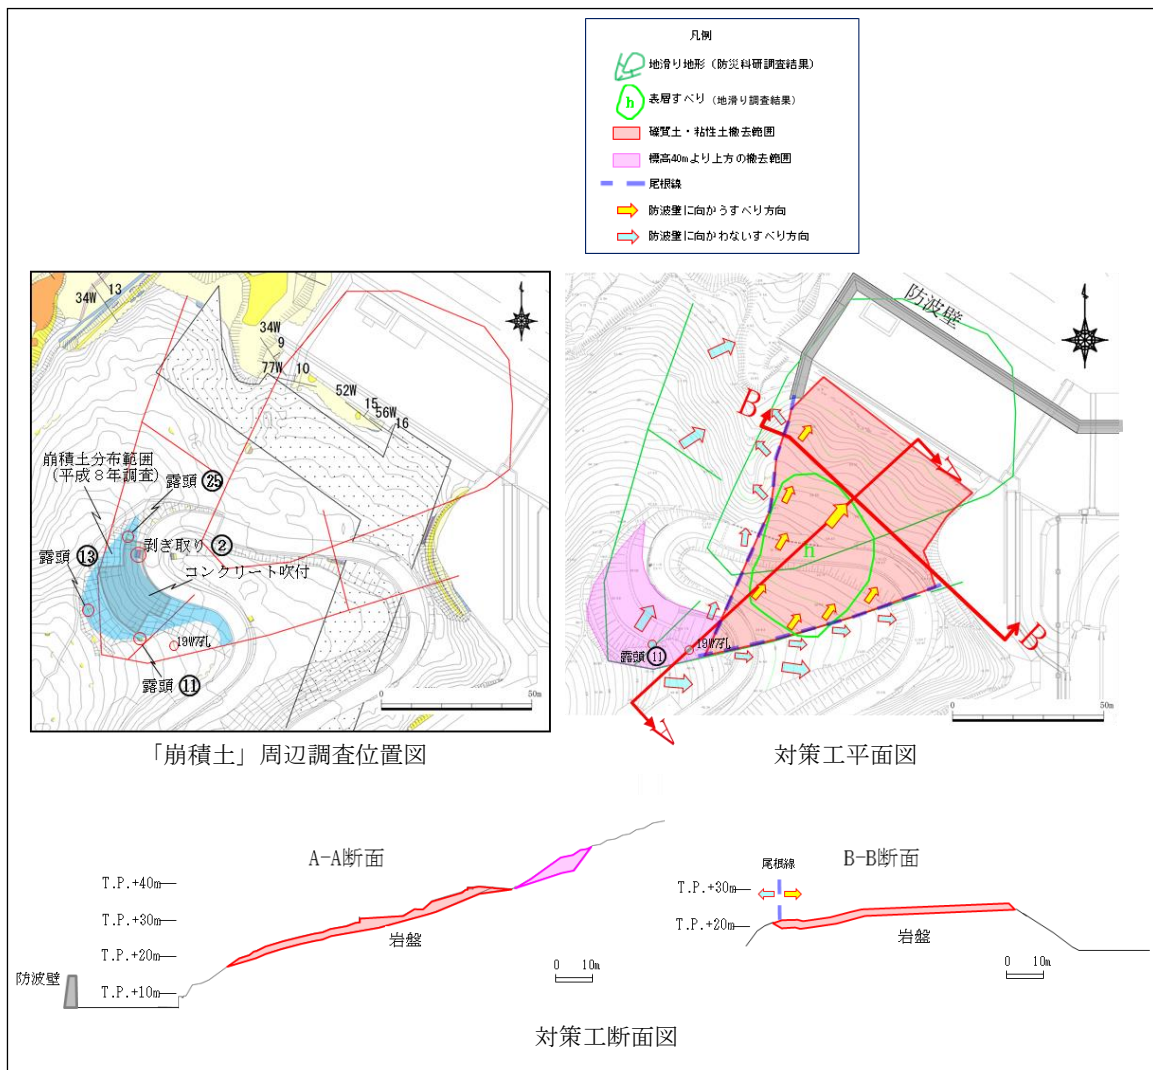 凡例
地滑り地形（防災科研調査結果）
h
表層すべり（地滑り調査結果）
礫質土・粘性土撤去範囲
標高40mより上方の撤去範囲
尾根線
防波壁に向かうすべり方向
防波壁に向かわないすべり方向
34W
13
34W
9
77W
10
52W
15
56W
16
崩積土分布範囲
（平成８年調査）
露頭 ㉕
剥ぎ取り ②
露頭 ⑬
コンクリート吹付
19W孔
露頭 ⑪
0
50m
「崩積土」周辺調査位置図
防波壁
B
A
h
B
19W孔
露頭⑪
A
0
50m
対策工平面図
A-A断面
T.P.+40m
T.P.+30m
T.P.+20m
T.P.+10m
防波壁
岩盤
0 10m
B-B断面
尾根線
T.P.+30m
T.P.+20m
岩盤
0 10m
対策工断面図